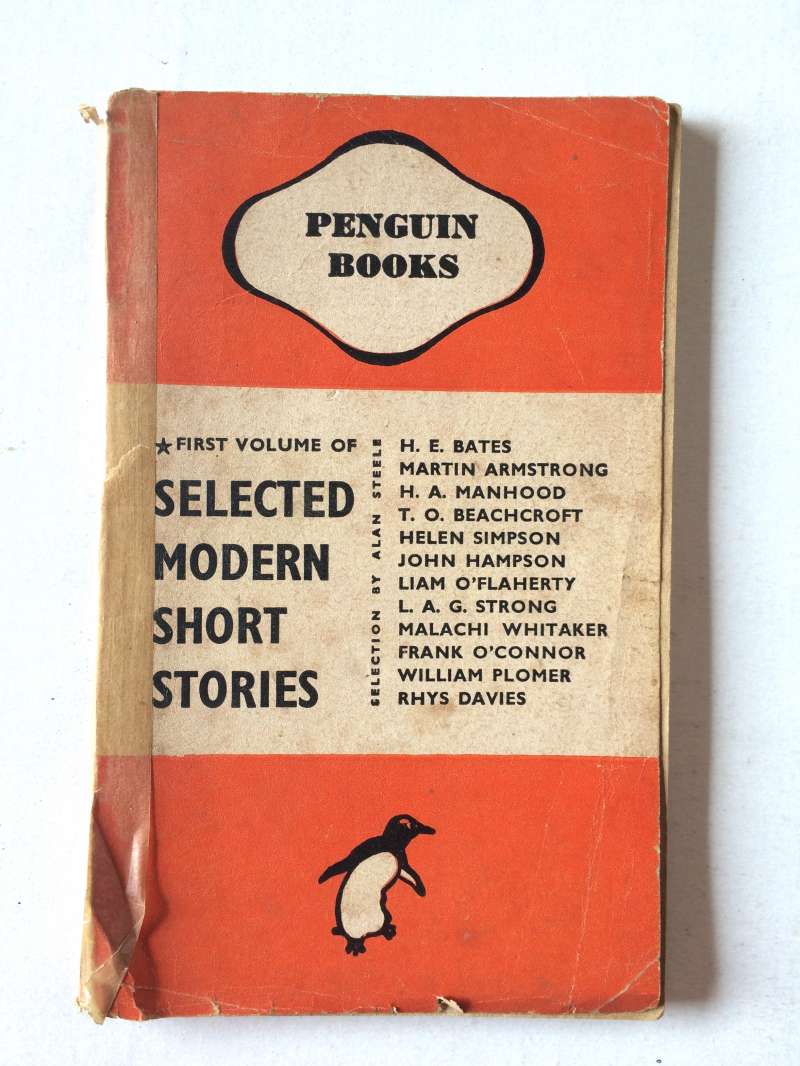 PENGUIN
BOOKS
★FIRST VOLUME OF
SELECTED
MODERN
SHORT
STORIES
SELECTION BY ALAN STEELE
H. E. BATES
MARTIN ARMSTRONG
H. A. MANHOOD
T. O. BEACHCROFT
HELEN SIMPSON
JOHN HAMPSON
LIAM O'FLAHERTY
L. A. G. STRONG
MALACHI WHITAKER
FRANK O'CONNOR
WILLIAM PLOMER
RHYS DAVIES